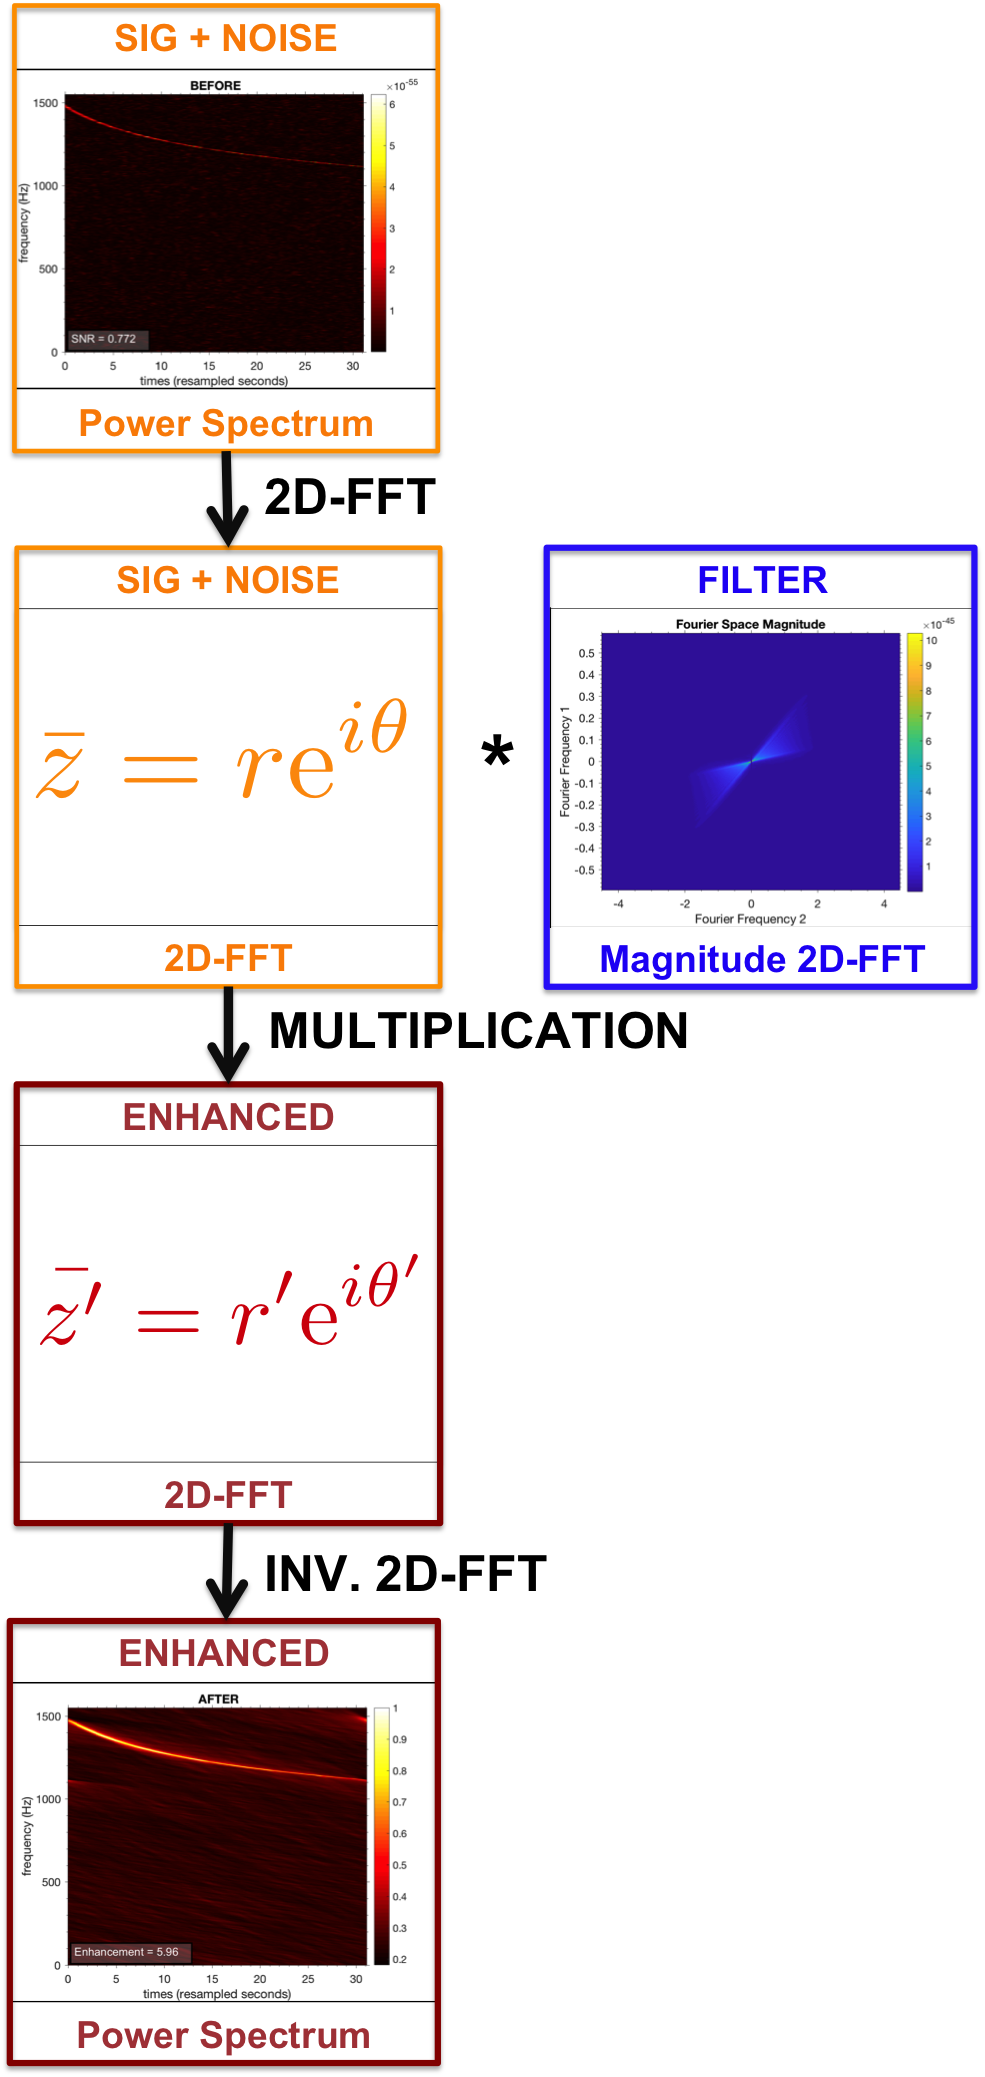 SIG + NOISE
BEFORE
×10-55
1500
1000
500
0
frequency (Hz)
6
5
4
3
2
1
SNR = 0.772
0 5 10 15 20 25 30
times (resampled seconds)
Power Spectrum
2D-FFT
SIG + NOISE
z̄ = re^{iθ}
2D-FFT
*
FILTER
Fourier Space Magnitude
×10-45
0.5
0.4
0.3
0.2
0.1
0
-0.1
-0.2
-0.3
-0.4
-0.5
Fourier Frequency 1
10
9
8
7
6
5
4
3
2
1
-4 -2 0 2 4
Fourier Frequency 2
Magnitude 2D-FFT
MULTIPLICATION
ENHANCED
z̄′ = r′e^{iθ′}
2D-FFT
INV. 2D-FFT
ENHANCED
AFTER
1500
1000
500
0
frequency (Hz)
1
0.9
0.8
0.7
0.6
0.5
0.4
0.3
0.2
Enhancement = 5.96
0 5 10 15 20 25 30
times (resampled seconds)
Power Spectrum